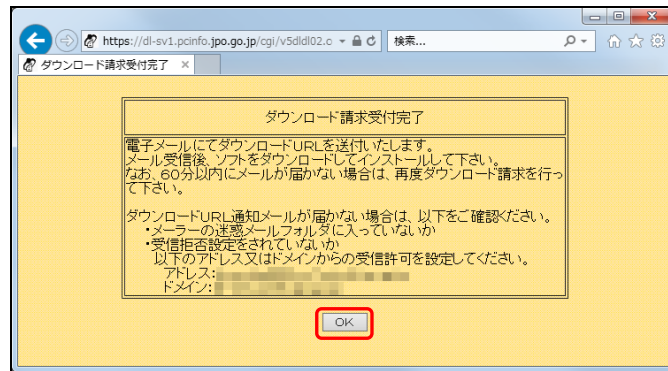 https://dl-sv1.pcinfo.jpo.go.jp/cgi/v5dldl02.c
検索...
ダウンロード請求受付完了
ダウンロード請求受付完了
電子メールにてダウンロードURLを送付いたします。
メール受信後、ソフトをダウンロードしてインストールして下さい。
なお、60分以内にメールが届かない場合は、再度ダウンロード請求を行っ
て下さい。
ダウンロードURL通知メールが届かない場合は、以下をご確認ください。
・メーラーの迷惑メールフォルダに入っていないか
・受信拒否設定をされていないか
以下のアドレス又はドメインからの受信許可を設定してください。
アドレス:
ドメイン:
OK